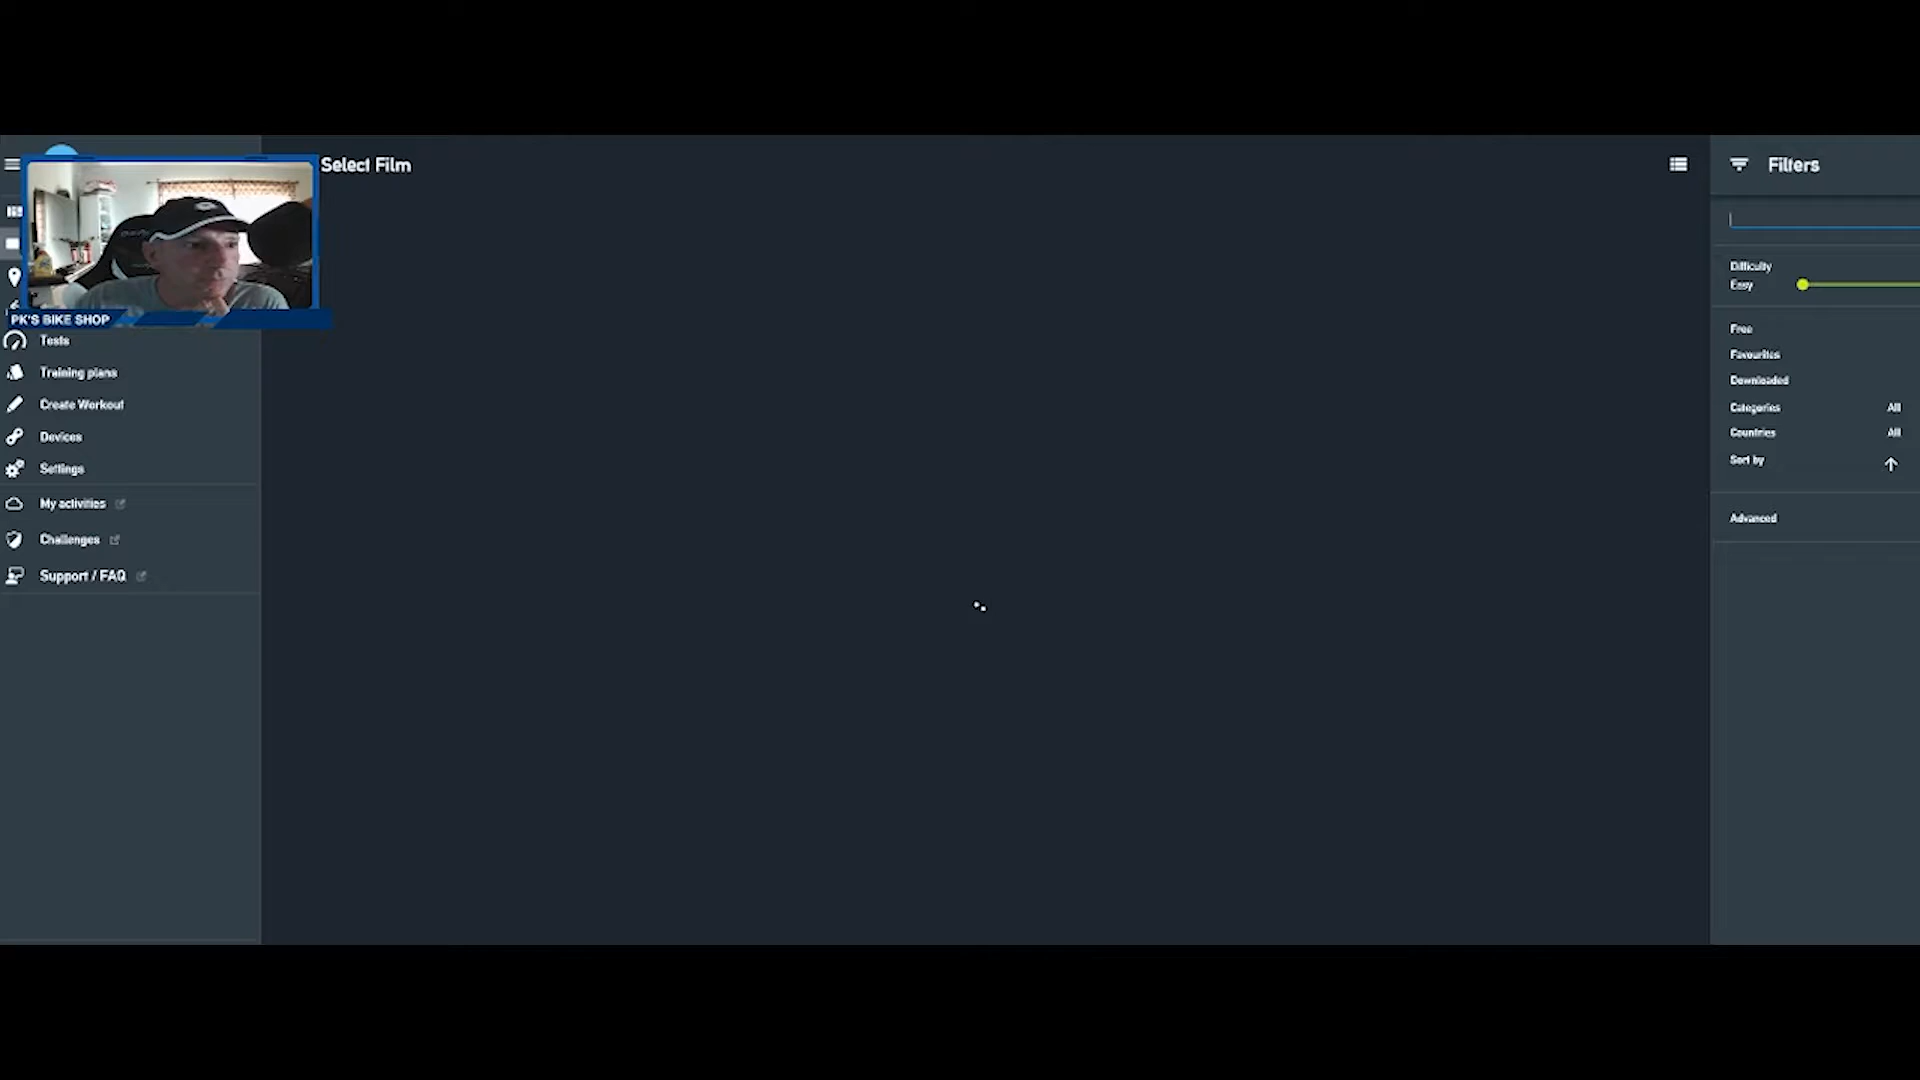 Select Film
Filters
Difficulty
Easy
PK'S BIKE SHOP
Tests
Training plans
Create Workout
Devices
Settings
My activities
Challenges
Support / FAQ
Free
Favourites
Downloaded
Categories All
Countries All
Sort by
Advanced